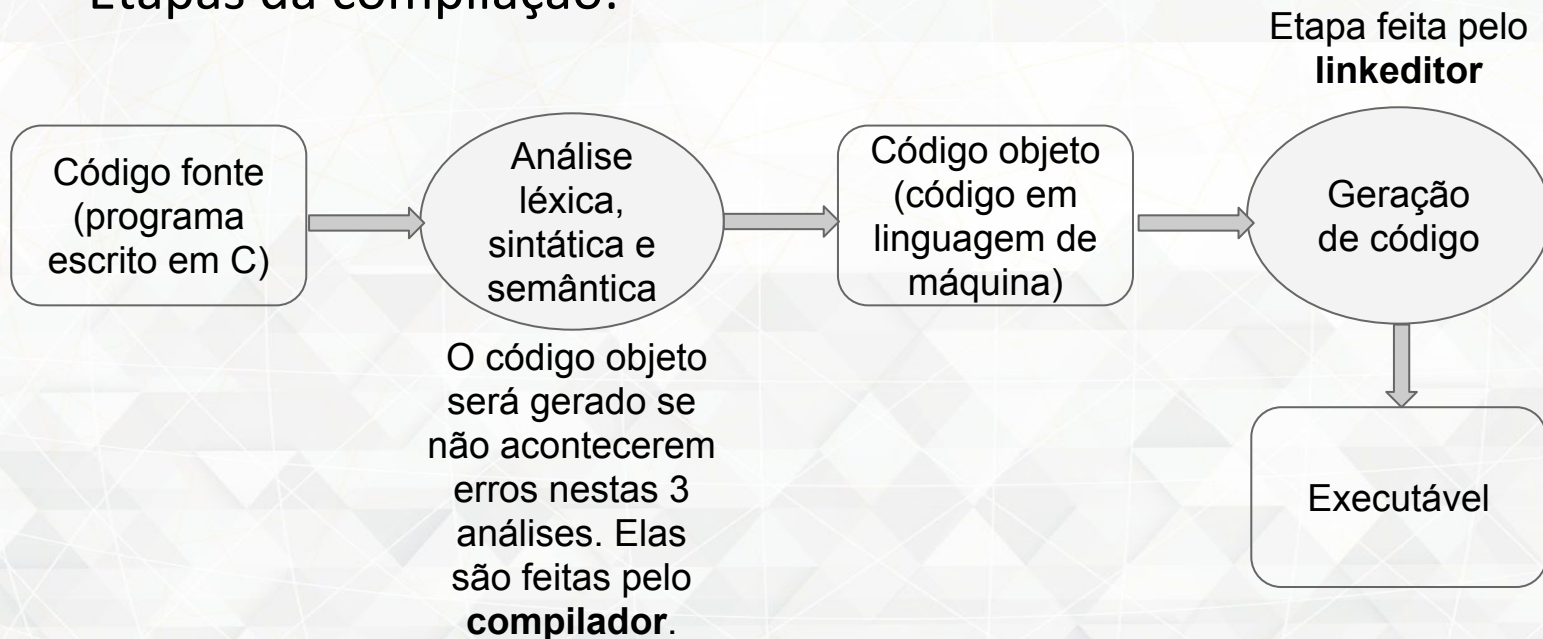 Etapas da compilação:
Etapa feita pelo
linkeditor
Código fonte
(programa
escrito em C)
Análise
léxica,
sintática e
semântica
Código objeto
(código em
linguagem de
máquina)
Geração
de código
O código objeto
será gerado se
não acontecerem
erros nestas 3
análises. Elas
são feitas pelo
compilador.
Executável